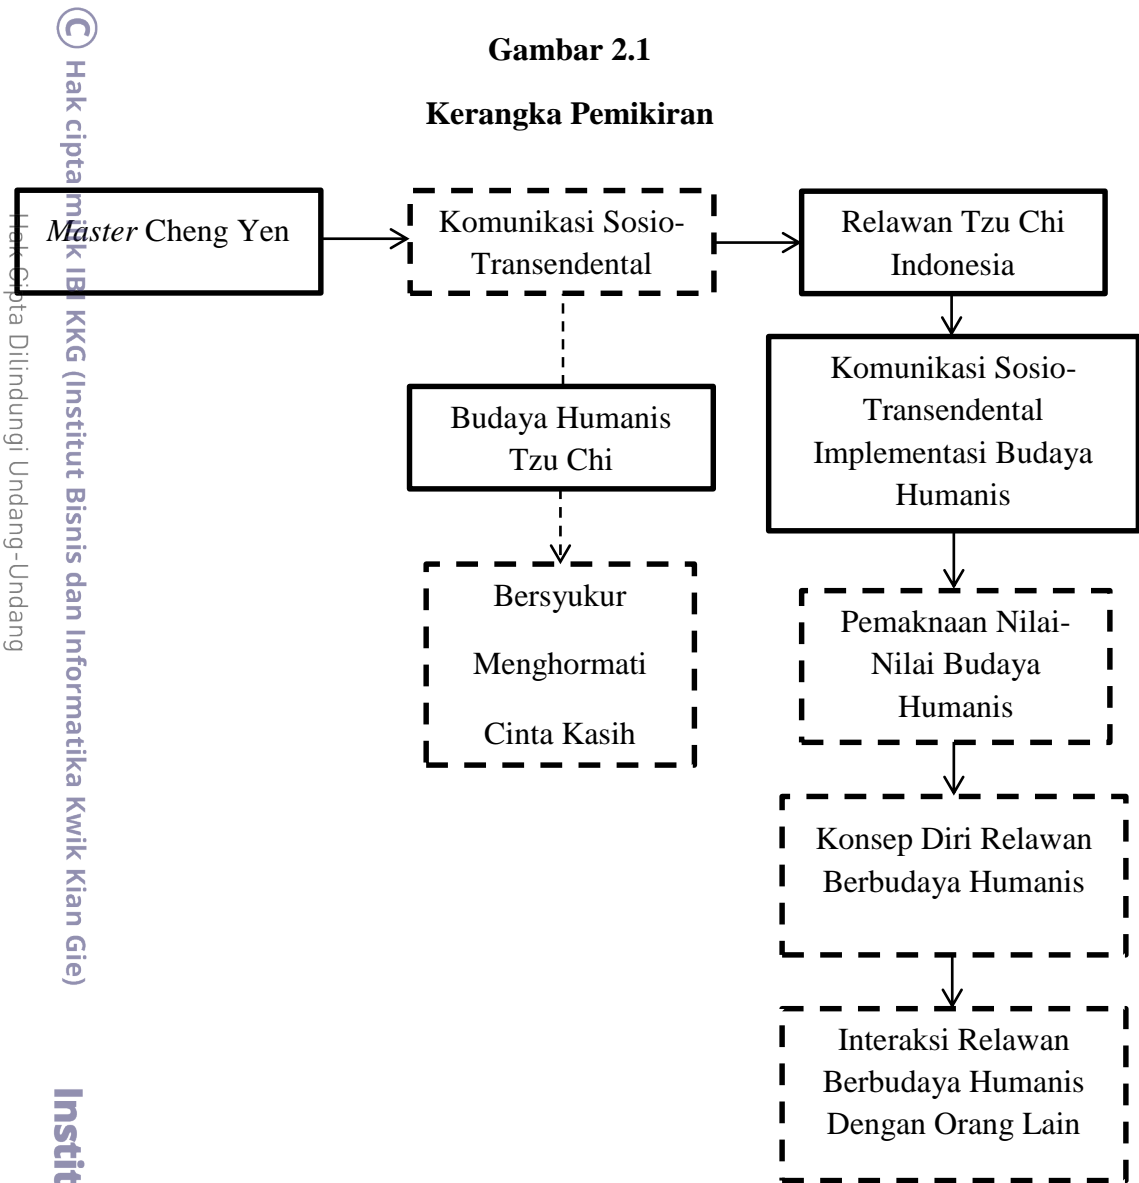 Gambar 2.1
Kerangka Pemikiran
Master Cheng Yen
Komunikasi Sosio-
Transendental
Relawan Tzu Chi
Indonesia
Budaya Humanis
Tzu Chi
Komunikasi Sosio-
Transendental
Implementasi Budaya
Humanis
Bersyukur
Menghormati
Cinta Kasih
Pemaknaan Nilai-
Nilai Budaya
Humanis
Konsep Diri Relawan
Berbudaya Humanis
Interaksi Relawan
Berbudaya Humanis
Dengan Orang Lain
© Hak cipta milik IBI KKG (Institut Bisnis dan Informatika Kwik Kian Gie)
Hak Cipta Dilindungi Undang-Undang
Instit